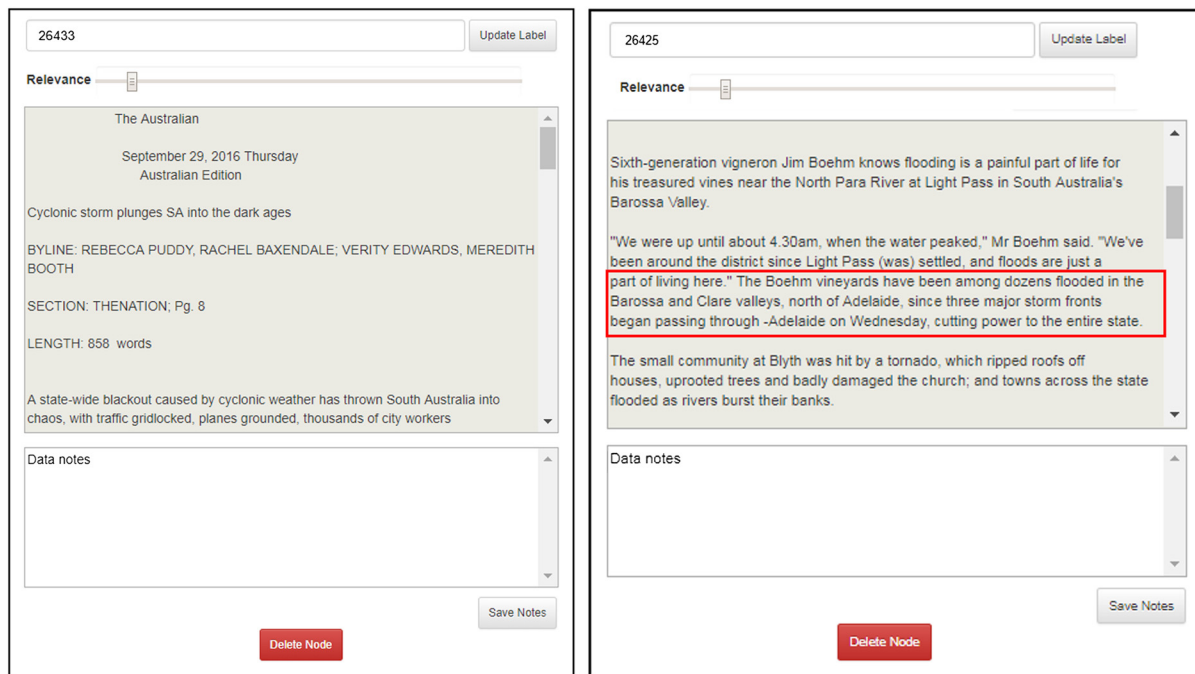 26433
Update Label
Relevance
The Australian
September 29, 2016 Thursday
Australian Edition
Cyclonic storm plunges SA into the dark ages
BYLINE: REBECCA PUDDY, RACHEL BAXENDALE; VERITY EDWARDS, MEREDITH
BOOTH
SECTION: THENATION; Pg. 8
LENGTH: 858 words
A state-wide blackout caused by cyclonic weather has thrown South Australia into
chaos, with traffic gridlocked, planes grounded, thousands of city workers
Data notes
Save Notes
Delete Node
26425
Update Label
Relevance
Sixth-generation vigneron Jim Boehm knows flooding is a painful part of life for
his treasured vines near the North Para River at Light Pass in South Australia's
Barossa Valley.
"We were up until about 4.30am, when the water peaked," Mr Boehm said. "We've
been around the district since Light Pass (was) settled, and floods are just a
part of living here." The Boehm vineyards have been among dozens flooded in the
Barossa and Clare valleys, north of Adelaide, since three major storm fronts
began passing through -Adelaide on Wednesday, cutting power to the entire state.
The small community at Blyth was hit by a tornado, which ripped roofs off
houses, uprooted trees and badly damaged the church; and towns across the state
flooded as rivers burst their banks.
Data notes
Save Notes
Delete Node